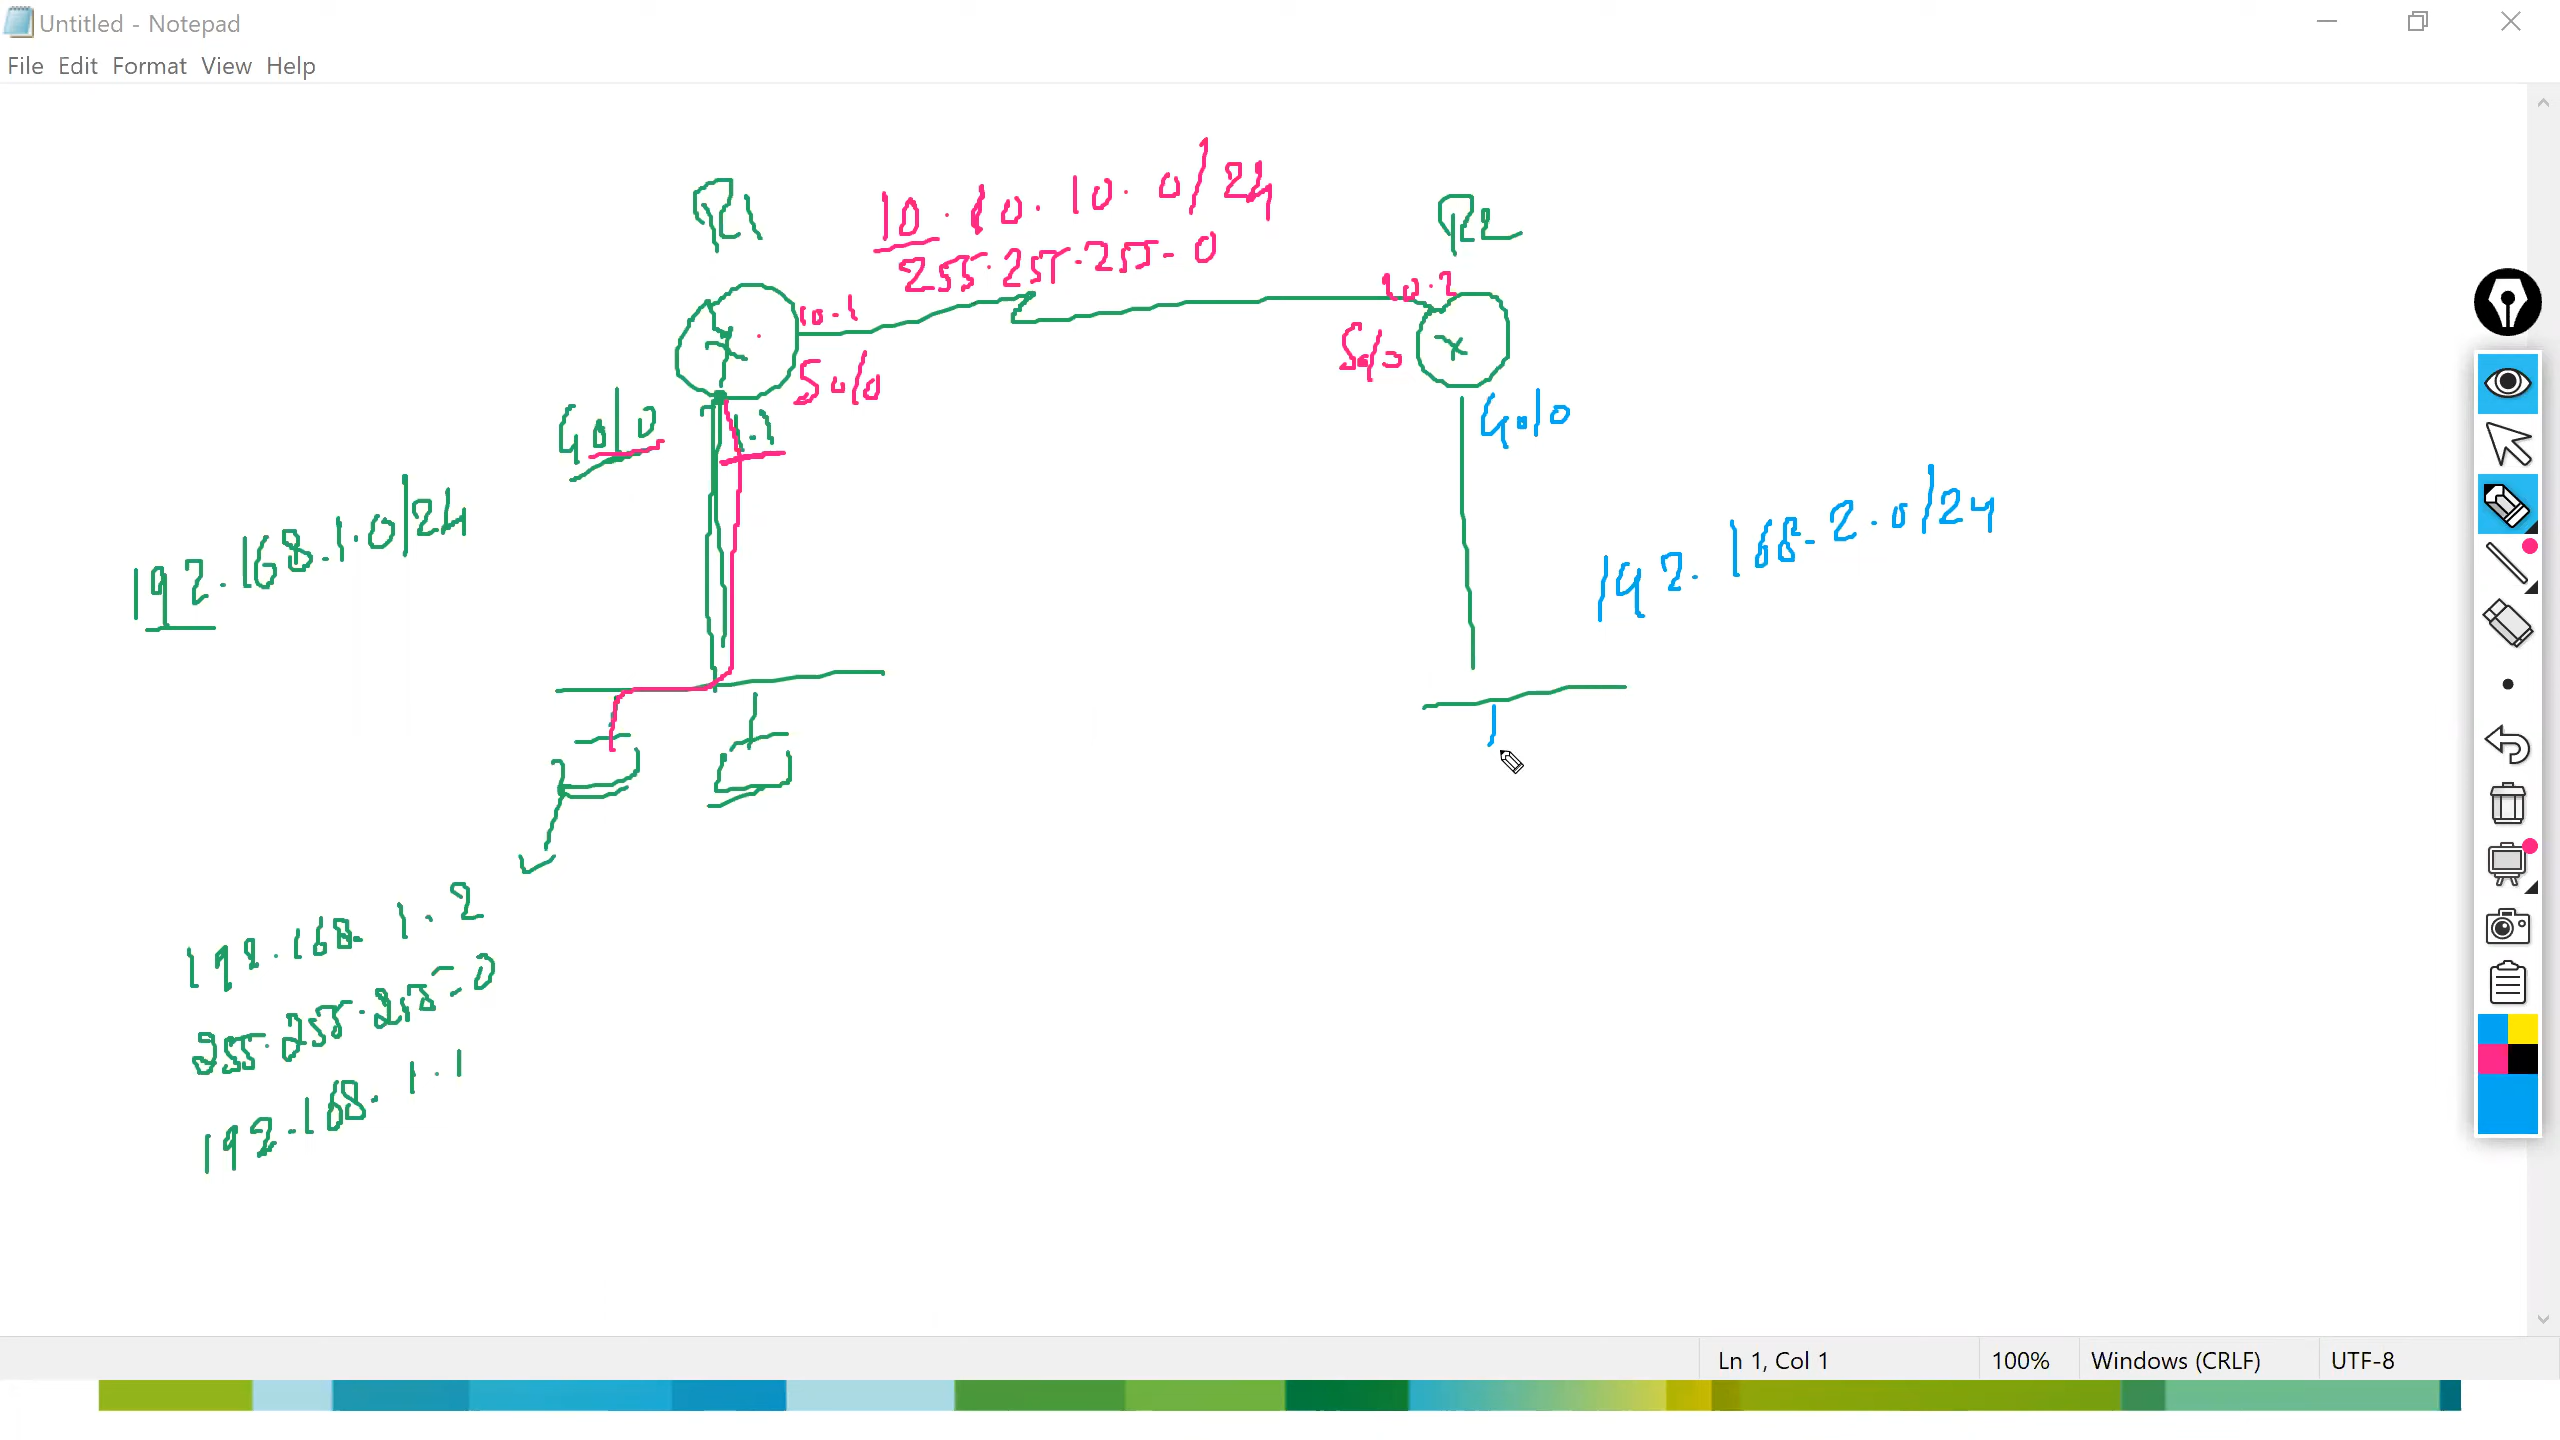 Untitled - Notepad
File Edit Format View Help
R1
10.10.10.0/24
255.255.255.0
R2
10.1
10.2
S0/0
S0/0
G0/0
1.1
G0/0
192.168.1.0/24
192.168.2.0/24
192.168.1.2
255.255.255.0
192.168.1.1
Ln 1, Col 1
100%
Windows (CRLF)
UTF-8